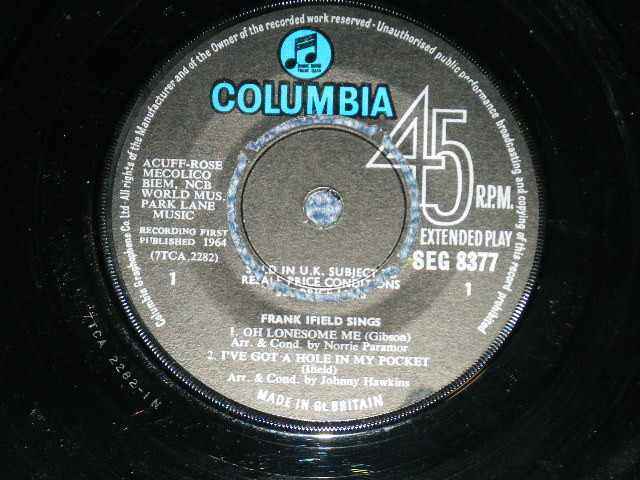 All rights of the Manufacturer and of the Owner of the recorded work reserved - Unauthorised public performance broadcasting and copying of this record prohibited
Columbia Graphophone Co. Ltd.
COLUMBIA
45
R.P.M.
EXTENDED PLAY
SEG 8377
1
ACUFF-ROSE
MECOLICO
BIEM, NCB
WORLD MUS.
PARK LANE
MUSIC
RECORDING FIRST
PUBLISHED 1964
(7TCA.2282)
1
SOLD IN U.K. SUBJECT
PRICE CONDITIONS
FRANK IFIELD SINGS
1. OH LONESOME ME (Gibson)
Arr. & Cond. by Norrie Paramor
2. I'VE GOT A HOLE IN MY POCKET
(Ifield)
Arr. & Cond. by Johnny Hawkins
MADE IN GT. BRITAIN
7TCA 2282-1N